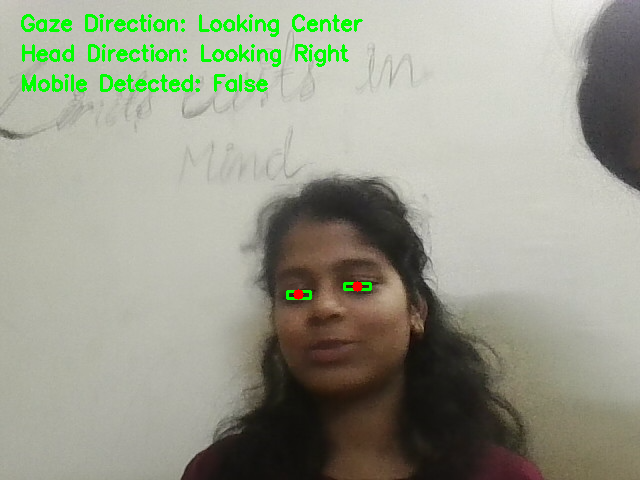 Gaze Direction: Looking Center
Head Direction: Looking Right
Mobile Detected: False
in
Mind